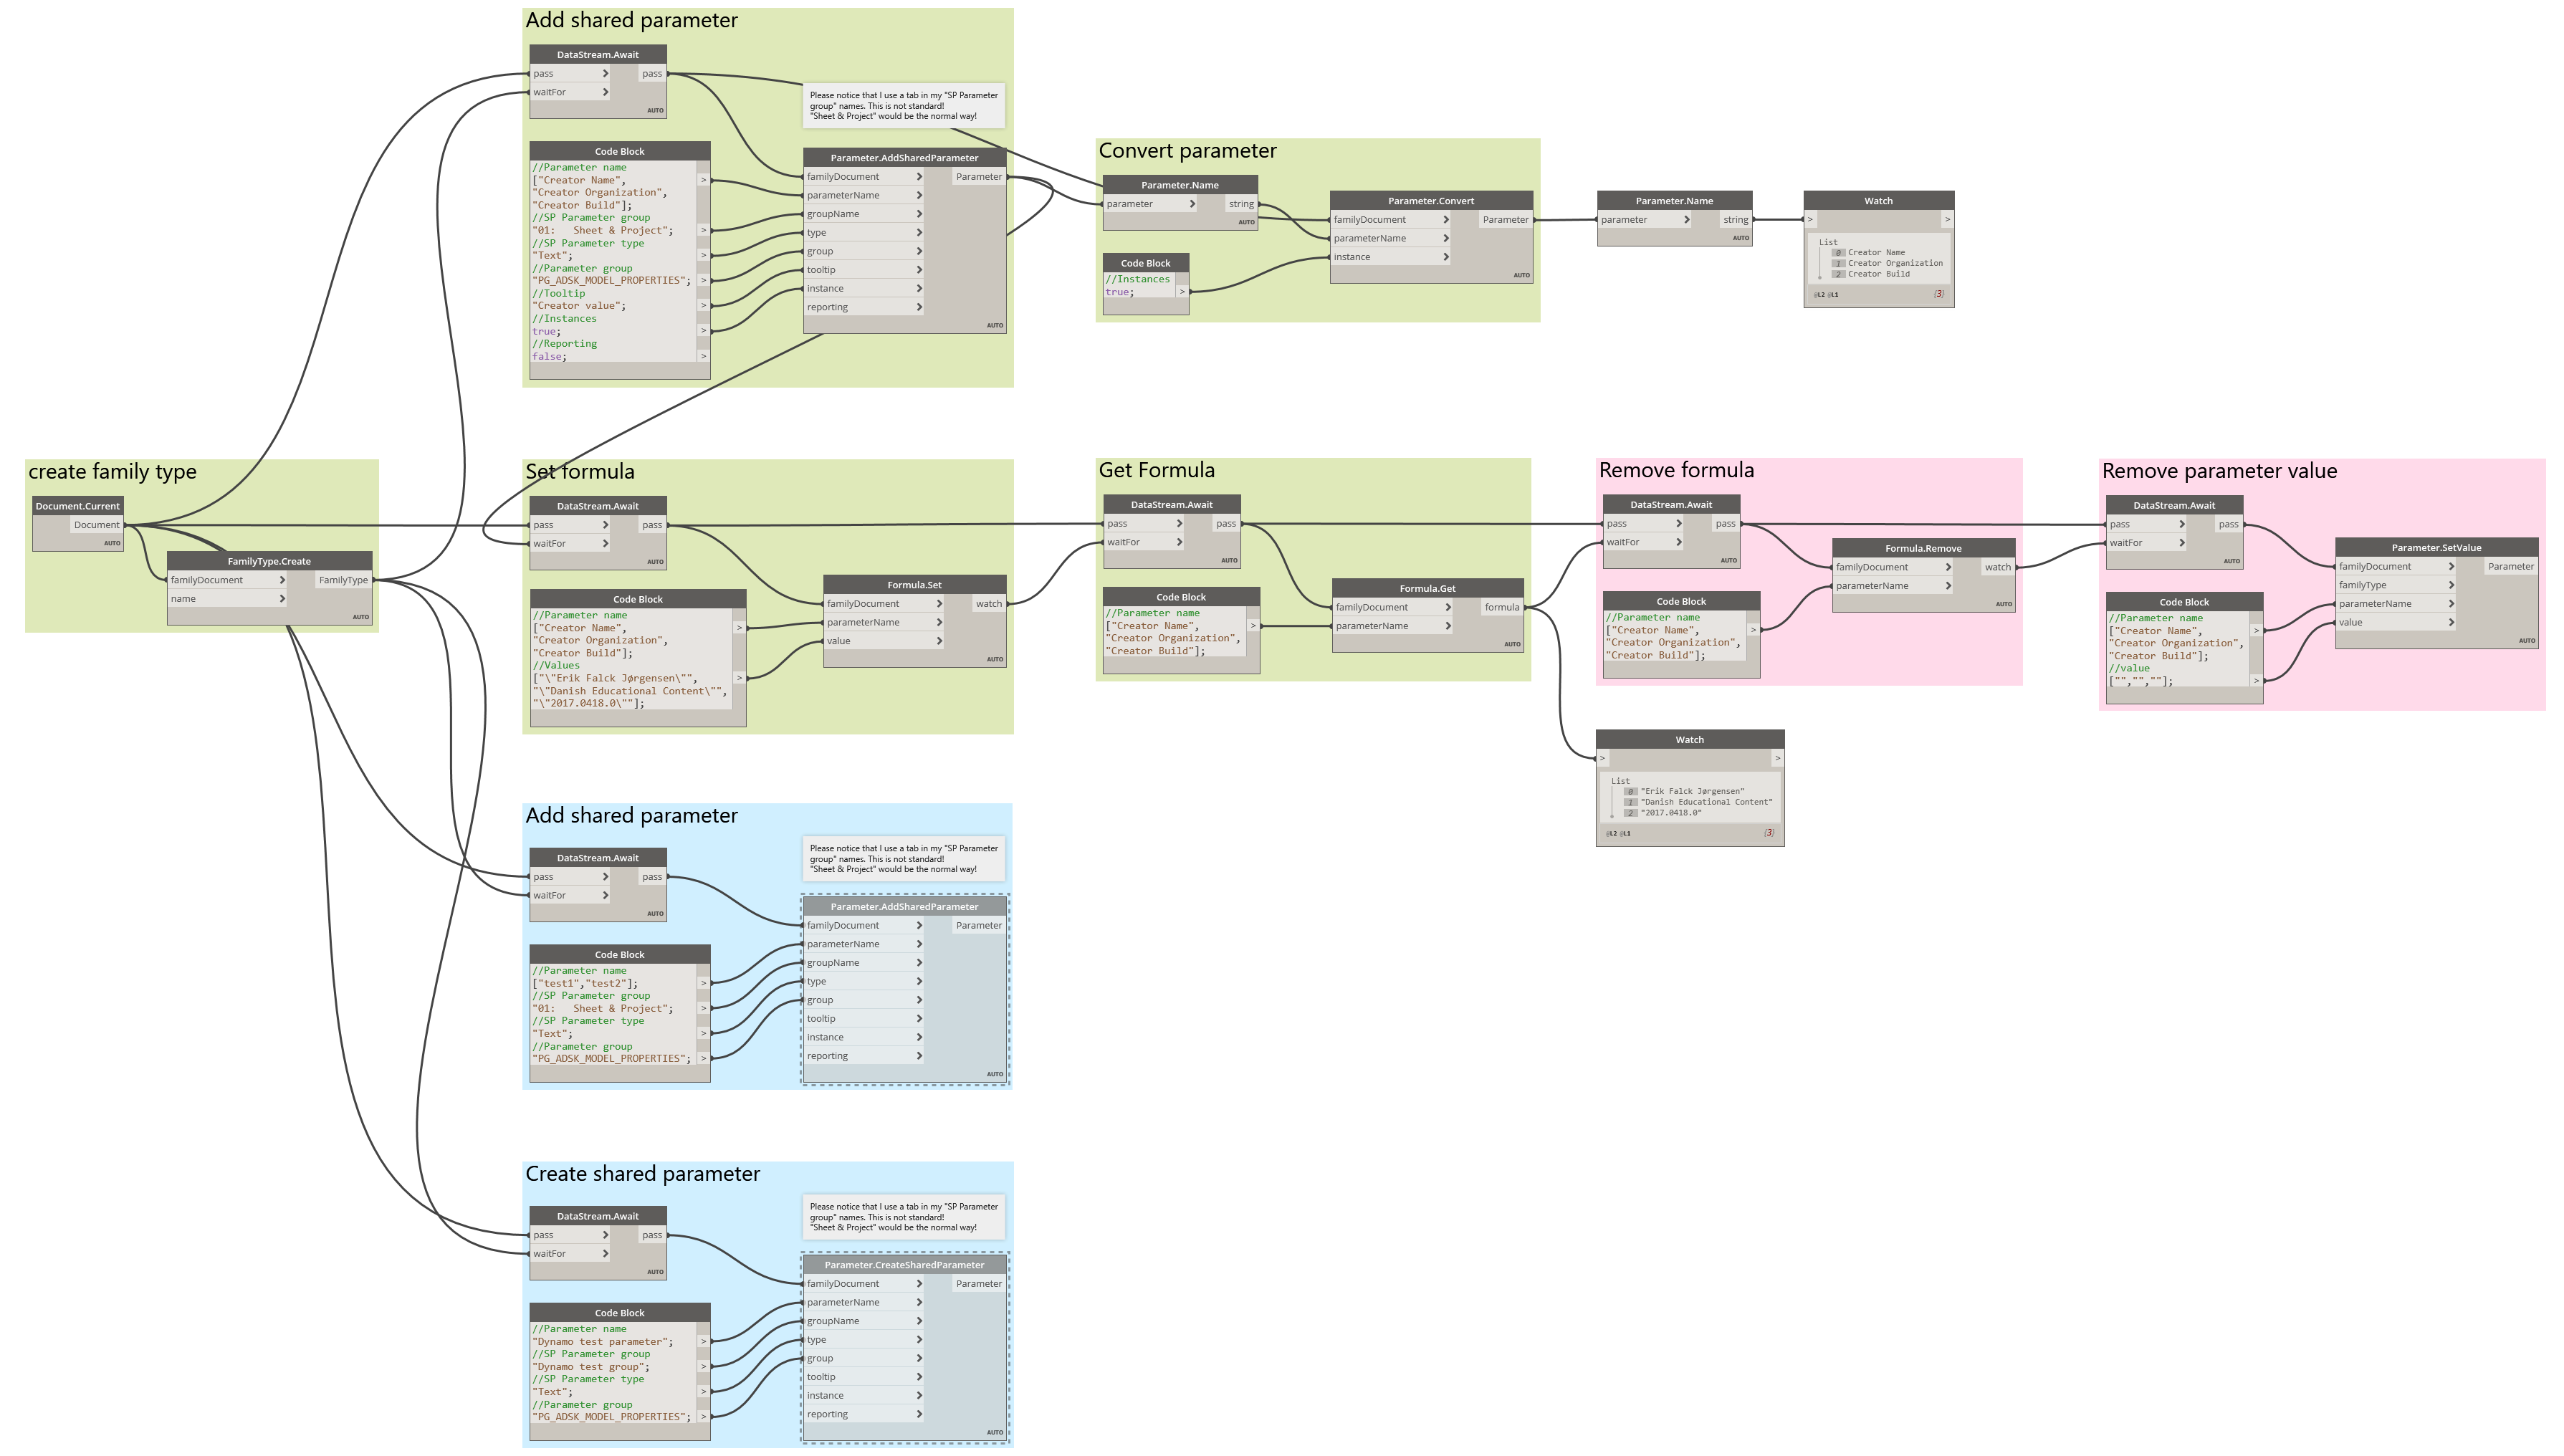 Add shared parameter
DataStream.Await
pass > pass
waitFor >
AUTO
Please notice that I use a tab in my "SP Parameter
group" names. This is not standard!
"Sheet & Project" would be the normal way!
Code Block
//Parameter name
["Creator Name", >
"Creator Organization",
"Creator Build"];
//SP Parameter group
"01:   Sheet & Project"; >
//SP Parameter type
"Text"; >
//Parameter group
"PG_ADSK_MODEL_PROPERTIES"; >
//Tooltip
"Creator value"; >
//Instances
true; >
//Reporting
false; >
Parameter.AddSharedParameter
familyDocument > Parameter
parameterName >
groupName >
type >
group >
tooltip >
instance >
reporting >
AUTO
Convert parameter
Parameter.Name
parameter > string
AUTO
Code Block
//Instances
true; >
Parameter.Convert
familyDocument > Parameter
parameterName >
instance >
AUTO
Parameter.Name
parameter > string
AUTO
Watch
> >
List
0 Creator Name
1 Creator Organization
2 Creator Build
@L2 @L1 {3}
create family type
Document.Current
Document
AUTO
FamilyType.Create
familyDocument > FamilyType
name >
AUTO
Set formula
DataStream.Await
pass > pass
waitFor >
AUTO
Code Block
//Parameter name
["Creator Name", >
"Creator Organization",
"Creator Build"];
//Values
["\"Erik Falck Jørgensen\"", >
"\"Danish Educational Content\"",
"\"2017.0418.0\""];
Formula.Set
familyDocument > watch
parameterName >
value >
AUTO
Get Formula
DataStream.Await
pass > pass
waitFor >
AUTO
Code Block
//Parameter name
["Creator Name", >
"Creator Organization",
"Creator Build"];
Formula.Get
familyDocument > formula
parameterName >
AUTO
Remove formula
DataStream.Await
pass > pass
waitFor >
AUTO
Code Block
//Parameter name
["Creator Name", >
"Creator Organization",
"Creator Build"];
Formula.Remove
familyDocument > watch
parameterName >
AUTO
Remove parameter value
DataStream.Await
pass > pass
waitFor >
AUTO
Code Block
//Parameter name
["Creator Name", >
"Creator Organization",
"Creator Build"];
//value
["","",""]; >
Parameter.SetValue
familyDocument > Parameter
familyType >
parameterName >
value >
AUTO
Watch
> >
List
0 "Erik Falck Jørgensen"
1 "Danish Educational Content"
2 "2017.0418.0"
@L2 @L1 {3}
Add shared parameter
DataStream.Await
pass > pass
waitFor >
AUTO
Please notice that I use a tab in my "SP Parameter
group" names. This is not standard!
"Sheet & Project" would be the normal way!
Code Block
//Parameter name
["test1","test2"]; >
//SP Parameter group
"01:   Sheet & Project"; >
//SP Parameter type
"Text"; >
//Parameter group
"PG_ADSK_MODEL_PROPERTIES"; >
Parameter.AddSharedParameter
familyDocument > Parameter
parameterName >
groupName >
type >
group >
tooltip >
instance >
reporting >
AUTO
Create shared parameter
DataStream.Await
pass > pass
waitFor >
AUTO
Please notice that I use a tab in my "SP Parameter
group" names. This is not standard!
"Sheet & Project" would be the normal way!
Code Block
//Parameter name
"Dynamo test parameter"; >
//SP Parameter group
"Dynamo test group"; >
//SP Parameter type
"Text"; >
//Parameter group
"PG_ADSK_MODEL_PROPERTIES"; >
Parameter.CreateSharedParameter
familyDocument > Parameter
parameterName >
groupName >
type >
group >
tooltip >
instance >
reporting >
AUTO